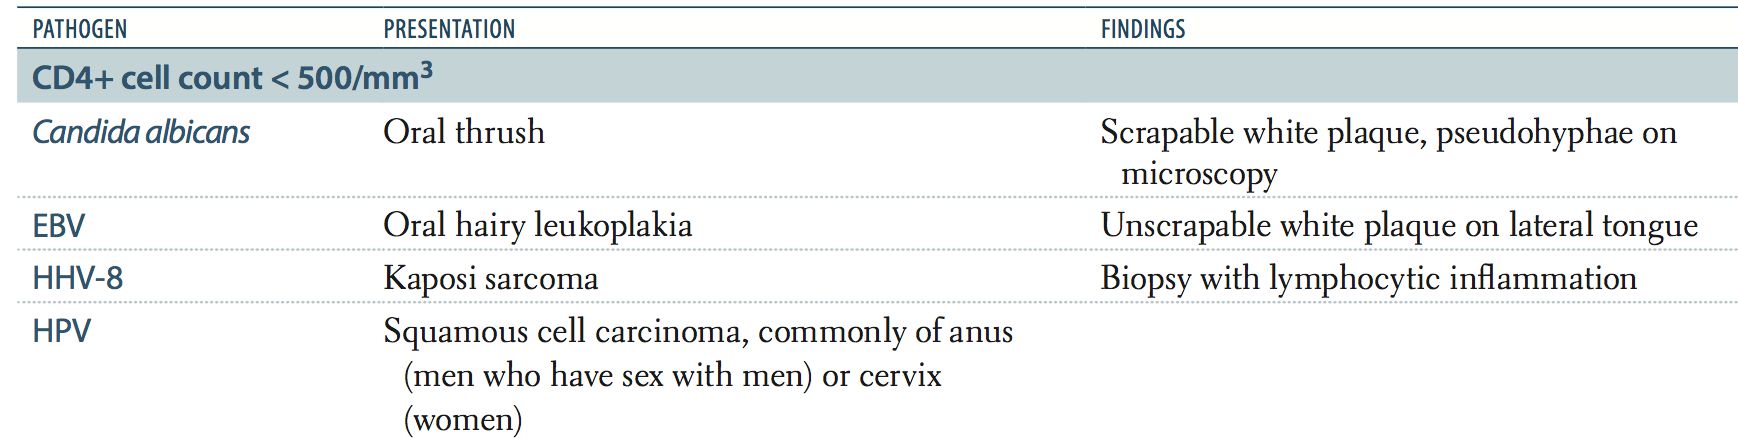 PATHOGEN PRESENTATION FINDINGS
CD4+ cell count < 500/mm³
Candida albicans Oral thrush Scrapable white plaque, pseudohyphae on
microscopy
EBV Oral hairy leukoplakia Unscrapable white plaque on lateral tongue
HHV-8 Kaposi sarcoma Biopsy with lymphocytic inflammation
HPV Squamous cell carcinoma, commonly of anus
(men who have sex with men) or cervix
(women)